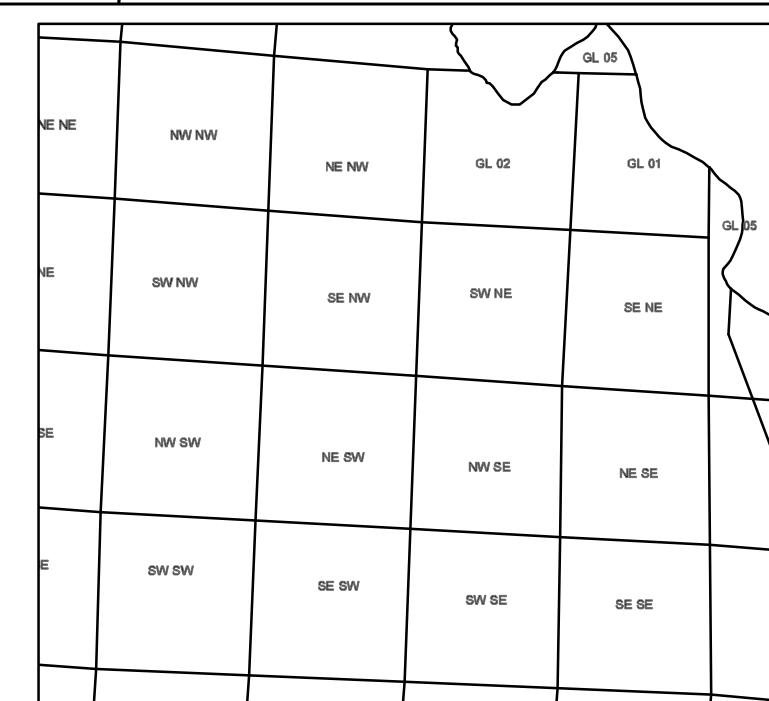 GL 05
NE NE
NW NW
NE NW
GL 02
GL 01
GL 05
NE
SW NW
SE NW
SW NE
SE NE
SE
NW SW
NE SW
NW SE
NE SE
E
SW SW
SE SW
SW SE
SE SE